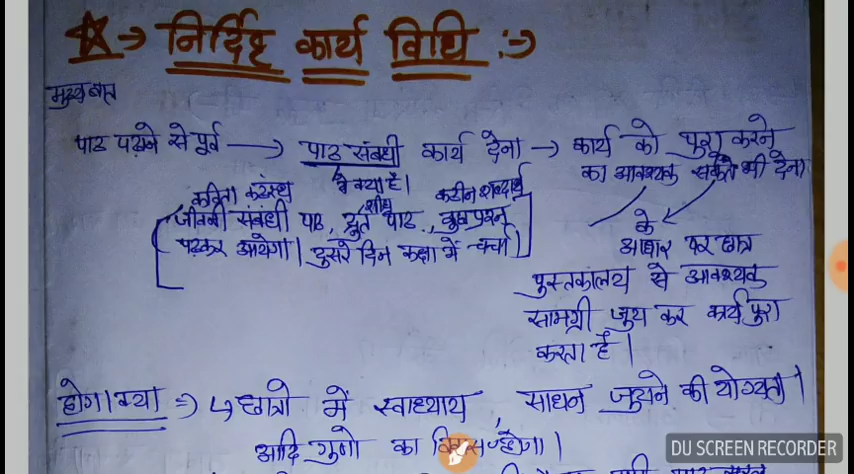 निर्दिष्ट कार्य विधि :→
मुख्य बात
पाठ पढ़ाने से पूर्व → पाठ संबंधी कार्य देना → कार्य को पुरा करने
का आवश्यक संकेत भी देना
वे क्या है।
कविता कंठस्थ शीघ्र कठीन शब्दार्थ
जीवनी संबंधी पाठ, द्रुत पाठ, कुछ प्रश्न
पढ़कर आयेगा। दुसरे दिन कक्षा में चर्चा।
के
आधार पर छात्र
पुस्तकालय से आवश्यक
सामग्री जुटा कर कार्य पुरा
करता है।
होगा क्या ⇒ छात्रो में स्वाध्याय, साधन जुटाने की योग्यता।
आदि गुणो का होगा।
DU SCREEN RECORDER